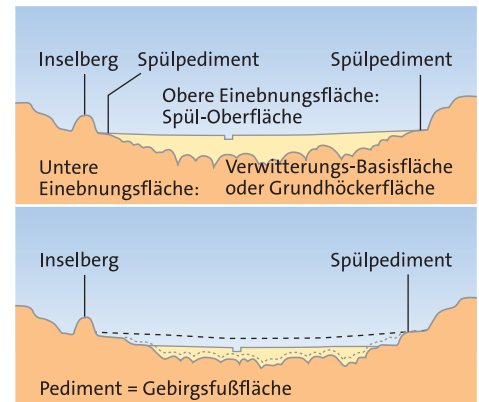 Inselberg
Spülpediment
Spülpediment
Obere Einebnungsfläche:
Spül-Oberfläche
Untere
Einebnungsfläche:
Verwitterungs-Basisfläche
oder Grundhöckerfläche
Inselberg
Spülpediment
Pediment = Gebirgsfußfläche